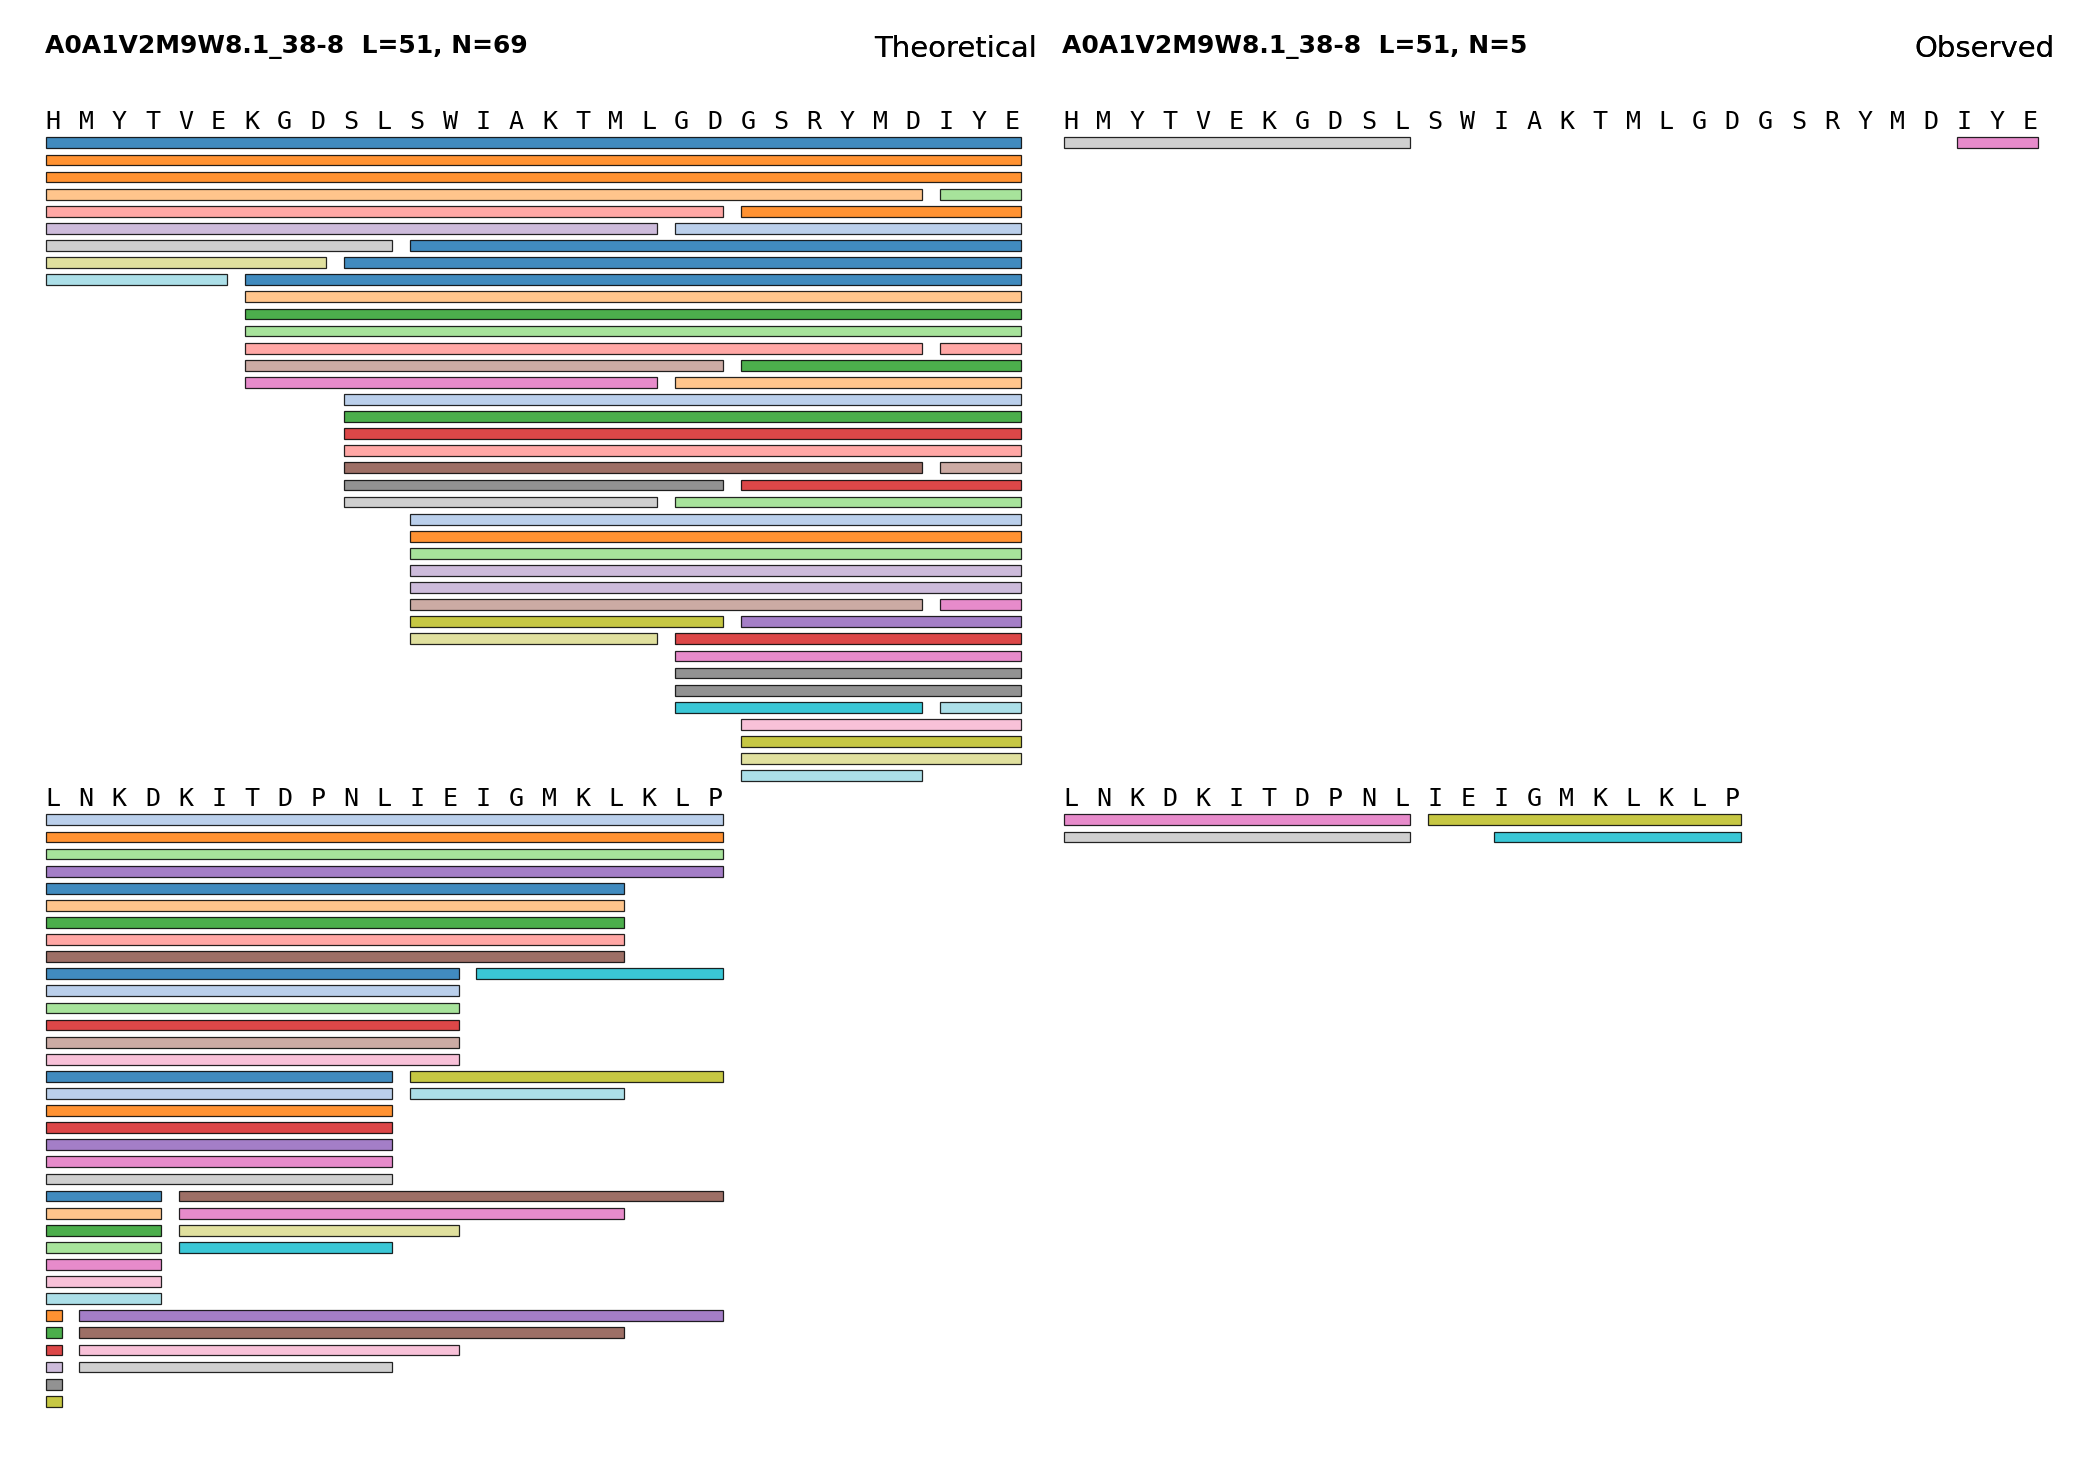 A0A1V2M9W8.1_38-8 L=51, N=69 Theoretical
A0A1V2M9W8.1_38-8 L=51, N=5 Observed
H M Y T V E K G D S L S W I A K T M L G D G S R Y M D I Y E
H M Y T V E K G D S L S W I A K T M L G D G S R Y M D I Y E
L N K D K I T D P N L I E I G M K L K L P
L N K D K I T D P N L I E I G M K L K L P